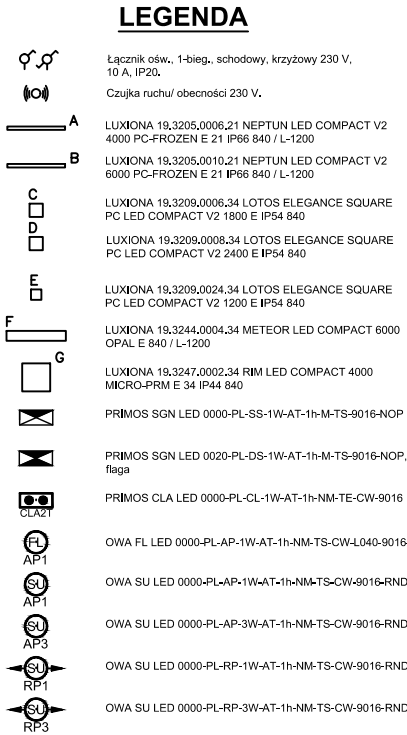 LEGENDA
Łącznik ośw., 1-bieg., schodowy, krzyżowy 230 V,
10 A, IP20.
Czujka ruchu/ obecności 230 V.
A
LUXIONA 19.3205.0006.21 NEPTUN LED COMPACT V2
4000 PC-FROZEN E 21 IP66 840 / L-1200
B
LUXIONA 19.3205.0010.21 NEPTUN LED COMPACT V2
6000 PC-FROZEN E 21 IP66 840 / L-1200
C
LUXIONA 19.3209.0006.34 LOTOS ELEGANCE SQUARE
PC LED COMPACT V2 1800 E IP54 840
D
LUXIONA 19.3209.0008.34 LOTOS ELEGANCE SQUARE
PC LED COMPACT V2 2400 E IP54 840
E
LUXIONA 19.3209.0024.34 LOTOS ELEGANCE SQUARE
PC LED COMPACT V2 1200 E IP54 840
F
LUXIONA 19.3244.0004.34 METEOR LED COMPACT 6000
OPAL E 840 / L-1200
G
LUXIONA 19.3247.0002.34 RIM LED COMPACT 4000
MICRO-PRM E 34 IP44 840
PRIMOS SGN LED 0000-PL-SS-1W-AT-1h-M-TS-9016-NOP
PRIMOS SGN LED 0020-PL-DS-1W-AT-1h-M-TS-9016-NOP,
flaga
PRIMOS CLA LED 0000-PL-CL-1W-AT-1h-NM-TE-CW-9016
CLA2T
FL
OWA FL LED 0000-PL-AP-1W-AT-1h-NM-TS-CW-L040-9016-
AP1
SU
OWA SU LED 0000-PL-AP-1W-AT-1h-NM-TS-CW-9016-RND
AP1
SU
OWA SU LED 0000-PL-AP-3W-AT-1h-NM-TS-CW-9016-RND
AP3
SU
OWA SU LED 0000-PL-RP-1W-AT-1h-NM-TS-CW-9016-RND
RP1
SU
OWA SU LED 0000-PL-RP-3W-AT-1h-NM-TS-CW-9016-RND
RP3